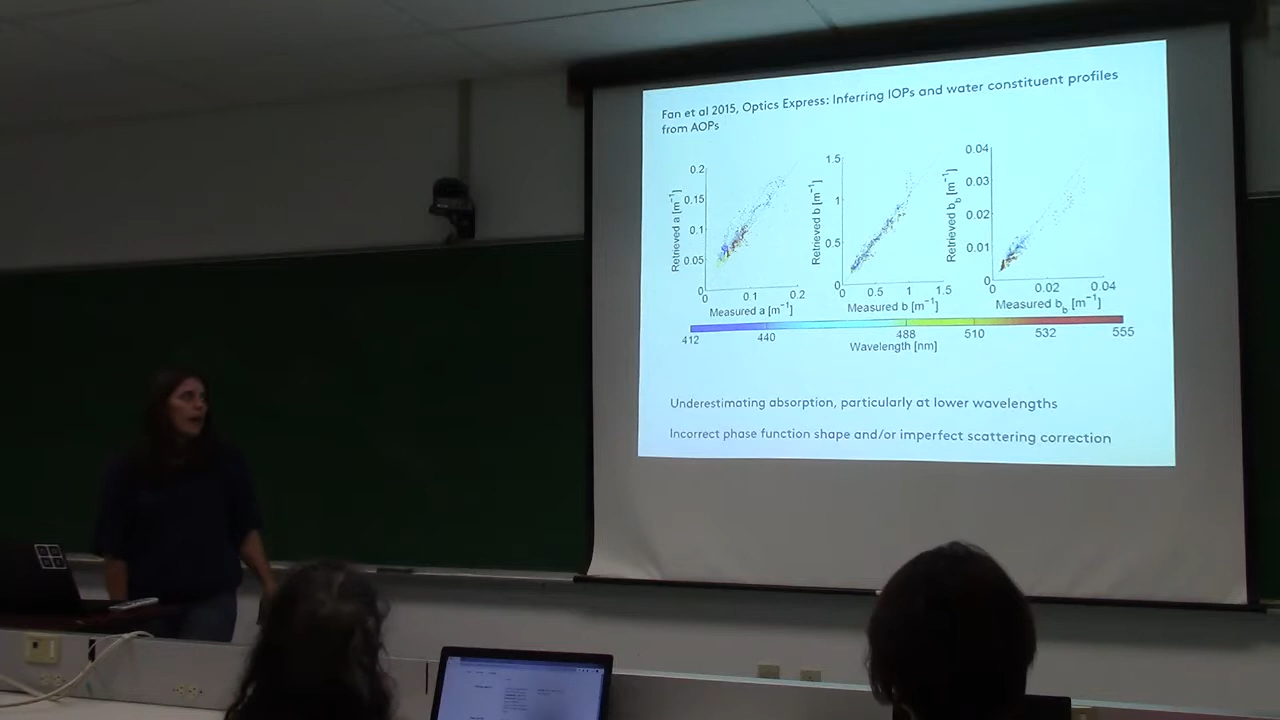 Fan et al 2015, Optics Express: Inferring IOPs and water constituent profiles
from AOPs
0.2
0.15
0.1
0.05
0
Retrieved a [m⁻¹]
0
0.1
0.2
Measured a [m⁻¹]
1.5
1
0.5
0
Retrieved b [m⁻¹]
0
0.5
1
1.5
Measured b [m⁻¹]
0.04
0.03
0.02
0.01
0
Retrieved b_b [m⁻¹]
0
0.02
0.04
Measured b_b [m⁻¹]
412
440
488
510
532
555
Wavelength [nm]
Underestimating absorption, particularly at lower wavelengths
Incorrect phase function shape and/or imperfect scattering correction